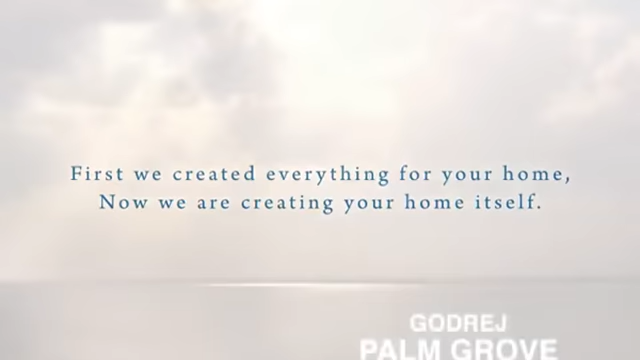 First we created everything for your home,
Now we are creating your home itself.
GODREJ
PALM GROVE